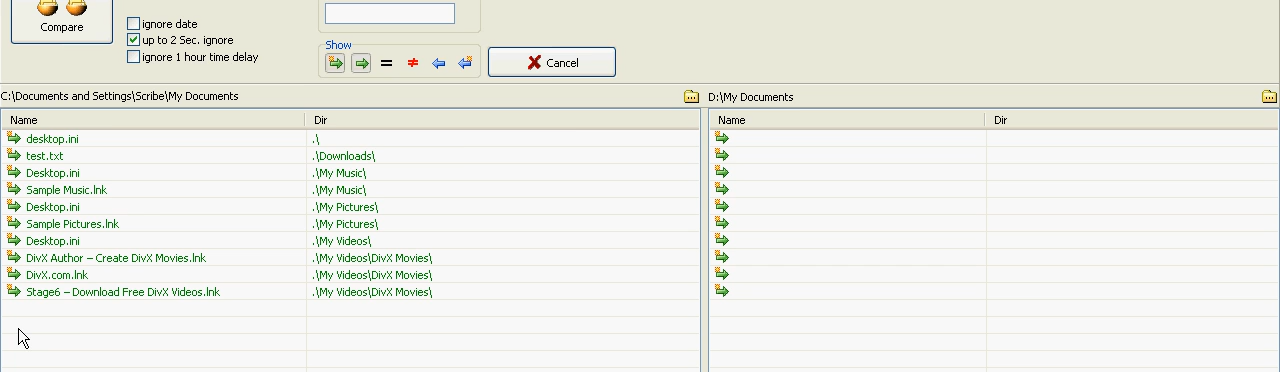 Compare
ignore date
up to 2 Sec. ignore
ignore 1 hour time delay
Show
Cancel
C:\Documents and Settings\Scribe\My Documents
D:\My Documents
Name Dir
Name Dir
desktop.ini .\
test.txt .\Downloads\
Desktop.ini .\My Music\
Sample Music.lnk .\My Music\
Desktop.ini .\My Pictures\
Sample Pictures.lnk .\My Pictures\
Desktop.ini .\My Videos\
DivX Author – Create DivX Movies.lnk .\My Videos\DivX Movies\
DivX.com.lnk .\My Videos\DivX Movies\
Stage6 – Download Free DivX Videos.lnk .\My Videos\DivX Movies\